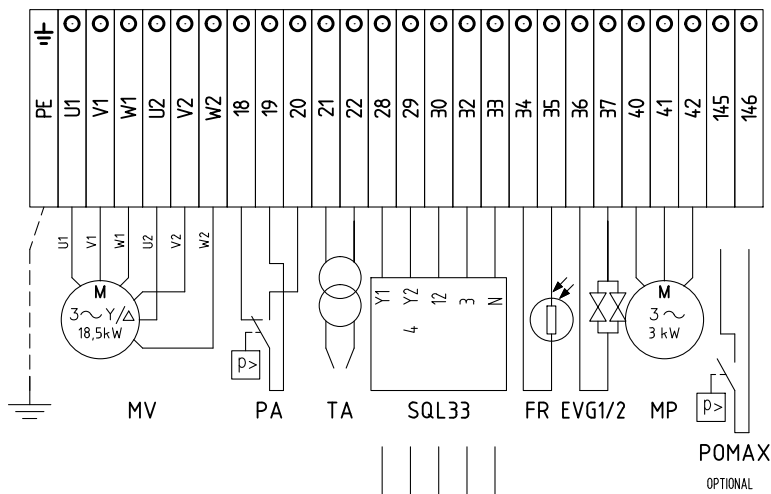 PE U1 V1 W1 U2 V2 W2 18 19 20 21 22 28 29 30 32 33 34 35 36 37 40 41 42 145 146
U1 V1 W1 U2 V2 W2
M
3~ Y/△
18,5kW
p>
Y1 Y2 12 3 N
4
M
3~
3 kW
p>
MV PA TA SQL33 FR EVG1/2 MP
POMAX
OPTIONAL